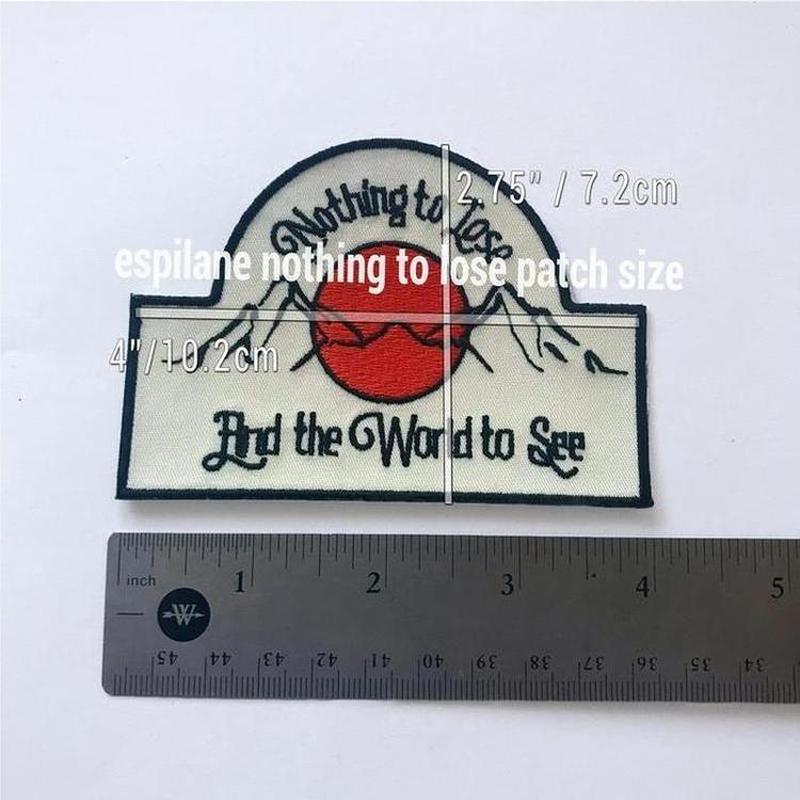 Nothing to Lose
2.75" / 7.2cm
espilane nothing to lose patch size
4"/10.2cm
And the World to See
inch 1 2 3 4 5
W
45 44 43 42 41 40 39 38 37 36 35 34